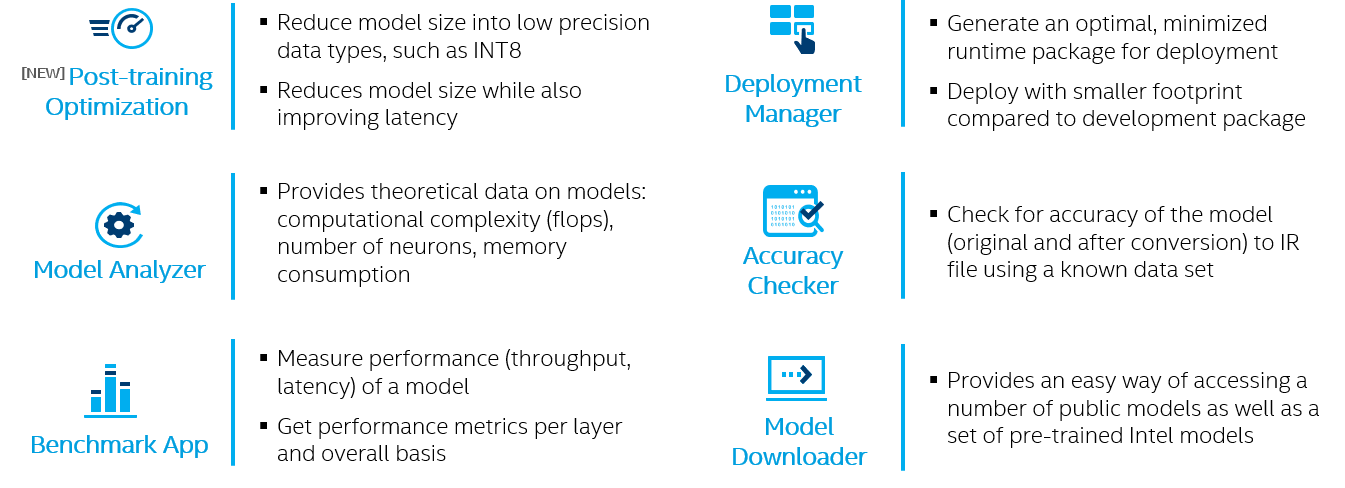 [NEW] Post-training
Optimization
▪ Reduce model size into low precision
data types, such as INT8
▪ Reduces model size while also
improving latency
Deployment
Manager
▪ Generate an optimal, minimized
runtime package for deployment
▪ Deploy with smaller footprint
compared to development package
Model Analyzer
▪ Provides theoretical data on models:
computational complexity (flops),
number of neurons, memory
consumption
1010101
0101010
1010101
0101010
Accuracy
Checker
▪ Check for accuracy of the model
(original and after conversion) to IR
file using a known data set
Benchmark App
▪ Measure performance (throughput,
latency) of a model
▪ Get performance metrics per layer
and overall basis
Model
Downloader
▪ Provides an easy way of accessing a
number of public models as well as a
set of pre-trained Intel models